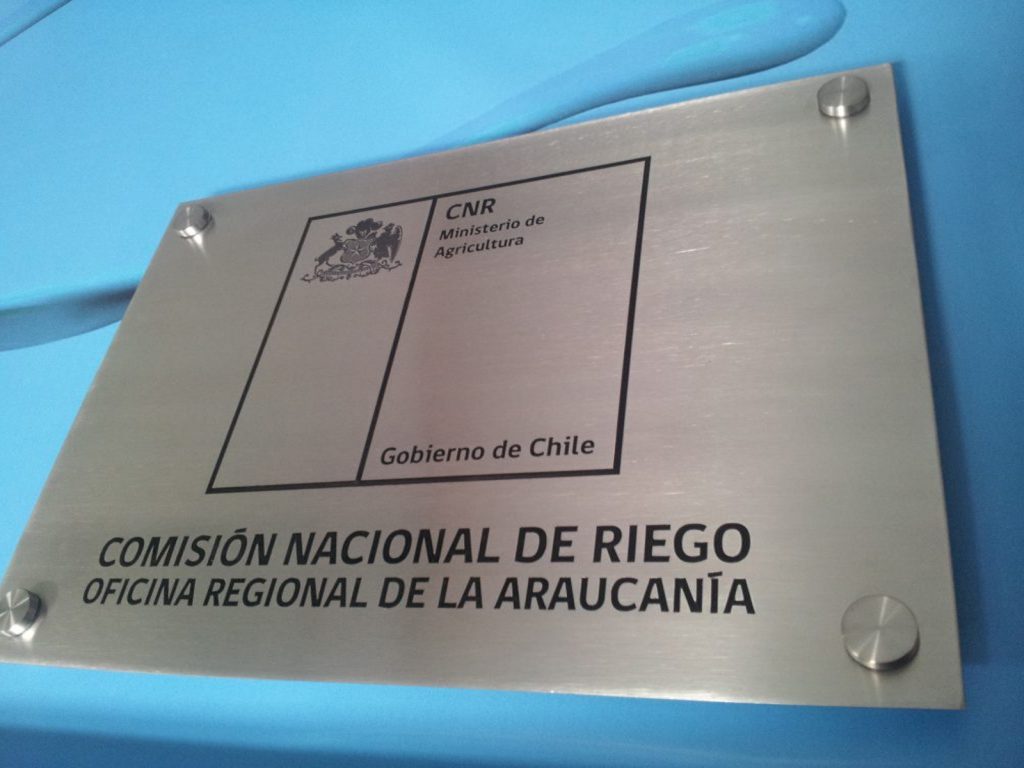 CNR
Ministerio de
Agricultura
Gobierno de Chile
COMISIÓN NACIONAL DE RIEGO
OFICINA REGIONAL DE LA ARAUCANÍA